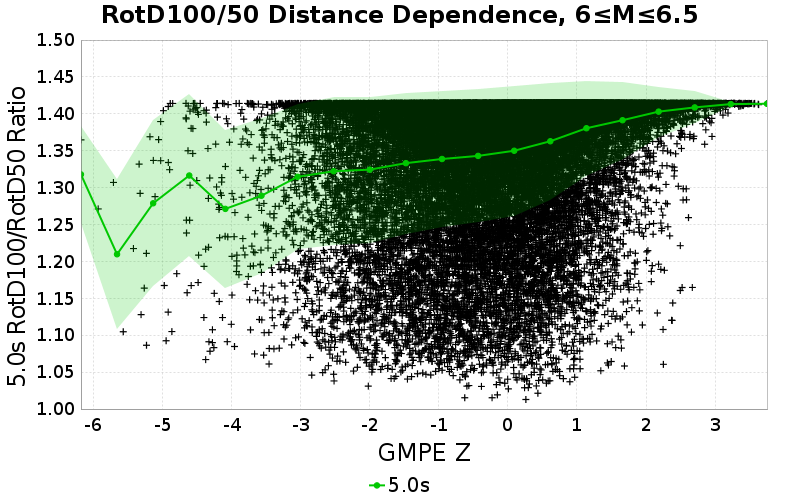 RotD100/50 Distance Dependence, 6≤M≤6.5
5.0s RotD100/RotD50 Ratio
1.50
1.45
1.40
1.35
1.30
1.25
1.20
1.15
1.10
1.05
1.00
-6 -5 -4 -3 -2 -1 0 1 2 3
GMPE Z
5.0s